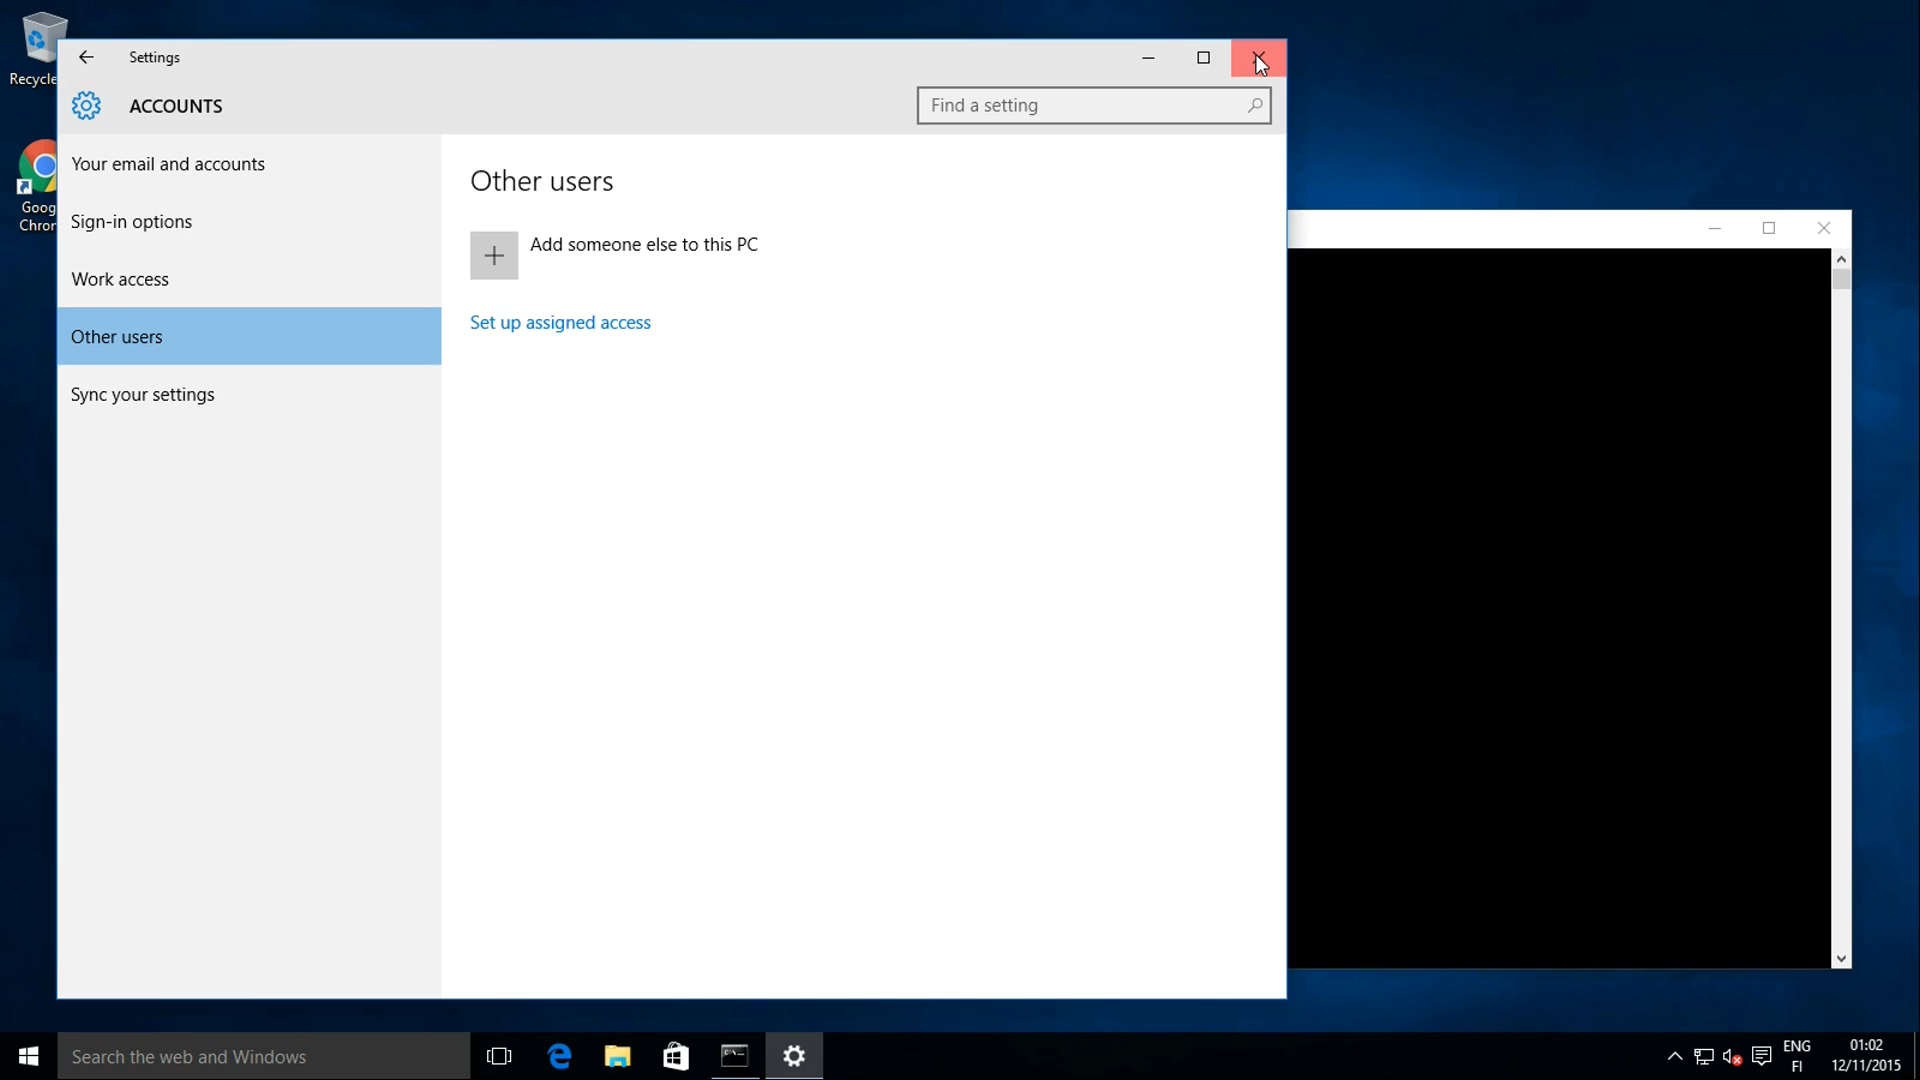 Recycle
Goog
Chron
Settings
ACCOUNTS
Find a setting
Your email and accounts
Sign-in options
Work access
Other users
Sync your settings
Other users
Add someone else to this PC
Set up assigned access
Search the web and Windows
ENG
FI
01:02
12/11/2015